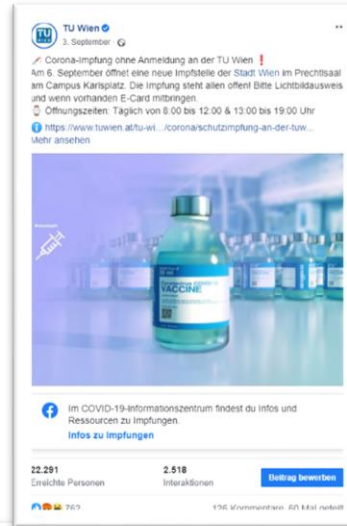 TU
WIEN
TU Wien
3. September
Corona-Impfung ohne Anmeldung an der TU Wien ❗
Am 6. September öffnet eine neue Impfstelle der Stadt Wien im Prechtlsaal
am Campus Karlsplatz. Die Impfung steht allen offen! Bitte Lichtbildausweis
und wenn vorhanden E-Card mitbringen.
Öffnungszeiten: Täglich von 8:00 bis 12:00 & 13:00 bis 19:00 Uhr
https://www.tuwien.at/tu-wi…/corona/schutzimpfung-an-der-tuw...
Mehr ansehen
VACCINE
Im COVID-19-Informationszentrum findest du Infos und
Ressourcen zu Impfungen.
Infos zu Impfungen
22.291
Erreichte Personen
2.518
Interaktionen
Beitrag bewerben
762
126 Kommentare 60 Mal geteilt